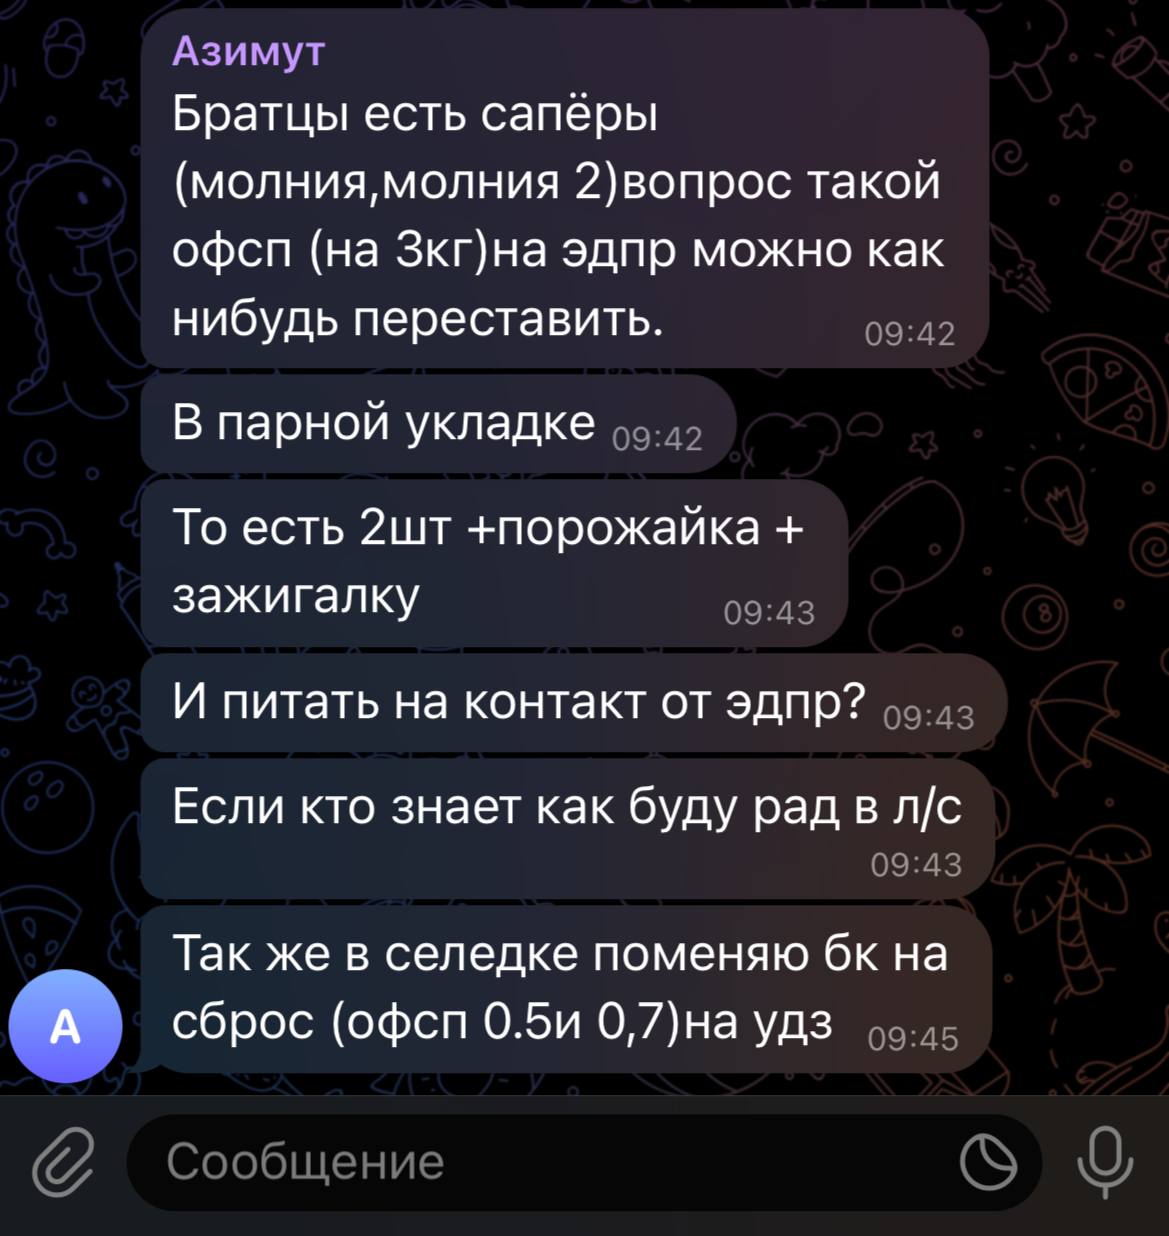 Азимут
Братцы есть сапёры
(молния,молния 2)вопрос такой
офсп (на 3кг)на эдпр можно как
нибудь переставить.
09:42
В парной укладке 09:42
То есть 2шт +порожайка +
зажигалку
09:43
И питать на контакт от эдпр? 09:43
Если кто знает как буду рад в л/с
09:43
Так же в селедке поменяю бк на
сброс (офсп 0.5и 0,7)на удз 09:45
А
Сообщение